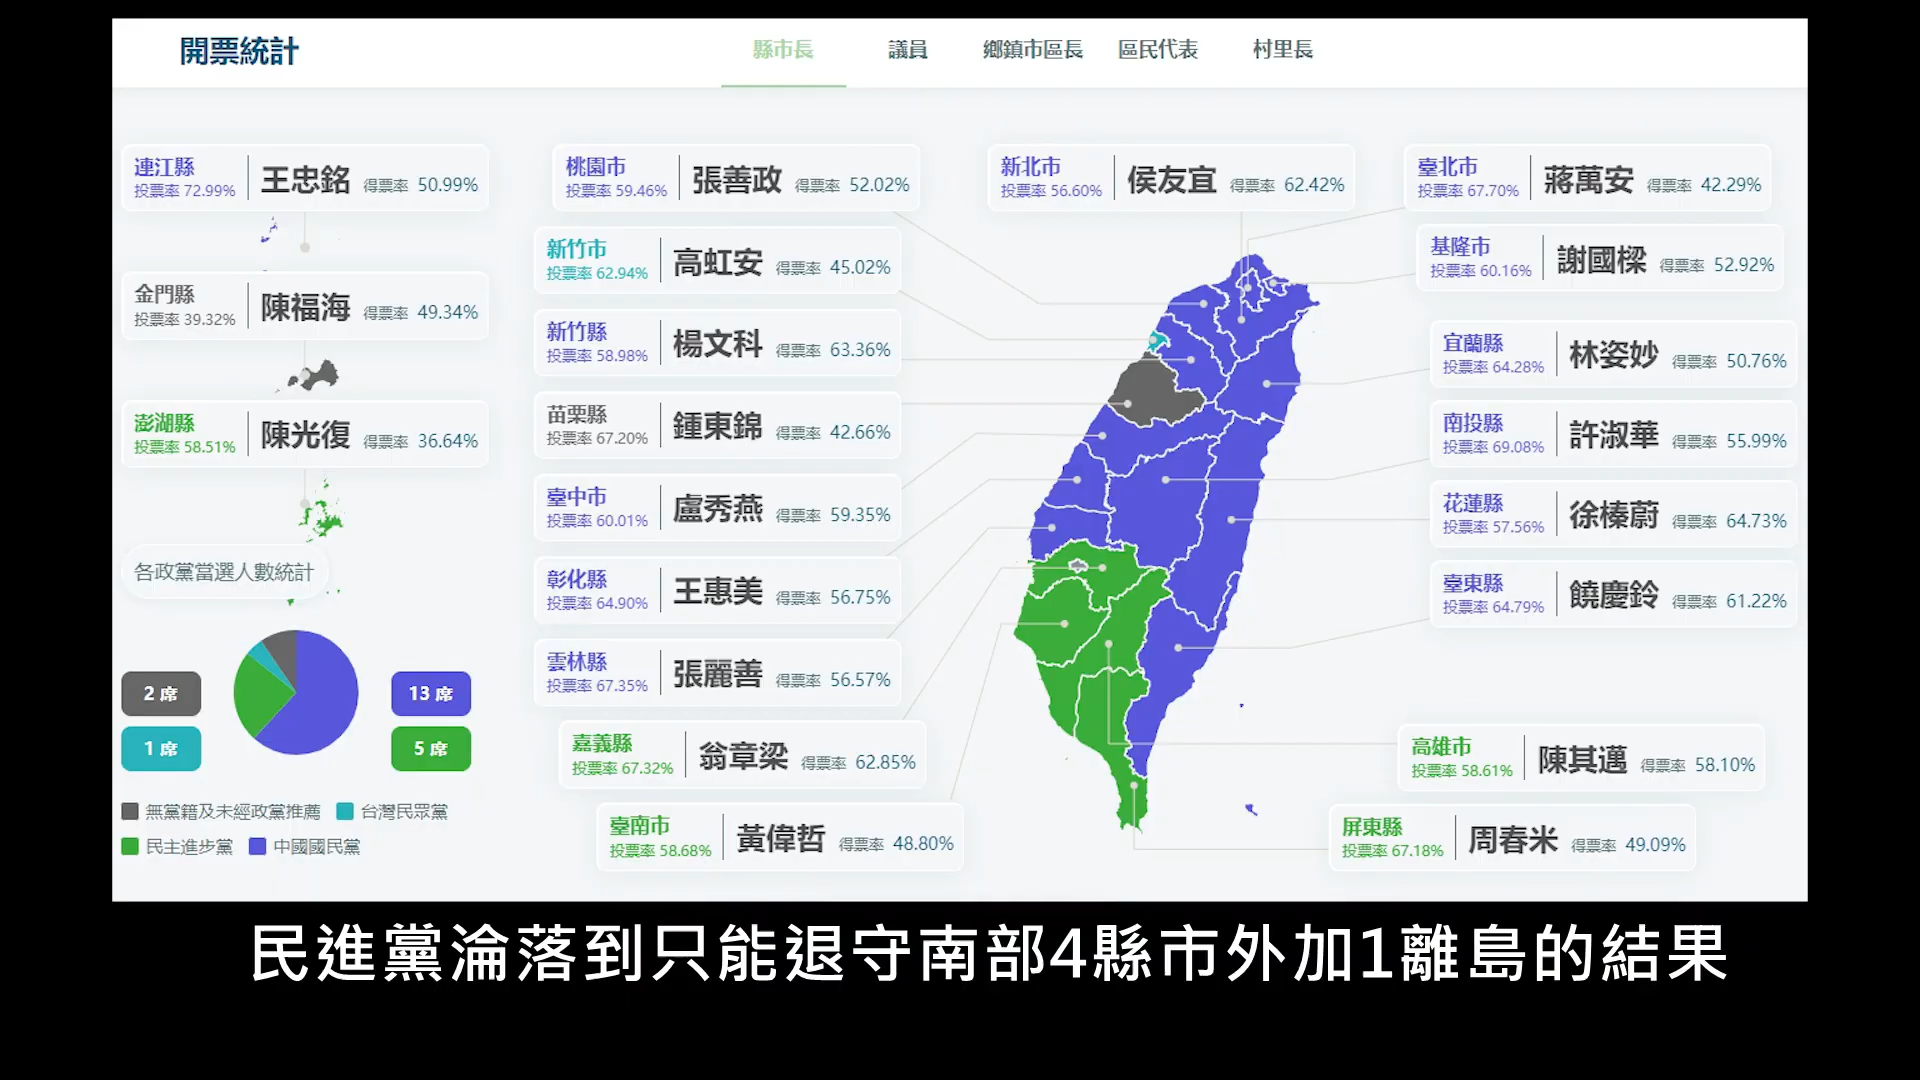 開票統計
縣市長 議員 鄉鎮市區長 區民代表 村里長
連江縣
投票率 72.99%
王忠銘 得票率 50.99%
金門縣
投票率 39.32%
陳福海 得票率 49.34%
澎湖縣
投票率 58.51%
陳光復 得票率 36.64%
各政黨當選人數統計
2 席
1 席
13 席
5 席
無黨籍及未經政黨推薦 台灣民眾黨
民主進步黨 中國國民黨
桃園市
投票率 59.46%
張善政 得票率 52.02%
新竹市
投票率 62.94%
高虹安 得票率 45.02%
新竹縣
投票率 58.98%
楊文科 得票率 63.36%
苗栗縣
投票率 67.20%
鍾東錦 得票率 42.66%
臺中市
投票率 60.01%
盧秀燕 得票率 59.35%
彰化縣
投票率 64.90%
王惠美 得票率 56.75%
雲林縣
投票率 67.35%
張麗善 得票率 56.57%
嘉義縣
投票率 67.32%
翁章梁 得票率 62.85%
臺南市
投票率 58.68%
黃偉哲 得票率 48.80%
新北市
投票率 56.60%
侯友宜 得票率 62.42%
臺北市
投票率 67.70%
蔣萬安 得票率 42.29%
基隆市
投票率 60.16%
謝國樑 得票率 52.92%
宜蘭縣
投票率 64.28%
林姿妙 得票率 50.76%
南投縣
投票率 69.08%
許淑華 得票率 55.99%
花蓮縣
投票率 57.56%
徐榛蔚 得票率 64.73%
臺東縣
投票率 64.79%
饒慶鈴 得票率 61.22%
高雄市
投票率 58.61%
陳其邁 得票率 58.10%
屏東縣
投票率 67.18%
周春米 得票率 49.09%
民進黨淪落到只能退守南部4縣市外加1離島的結果